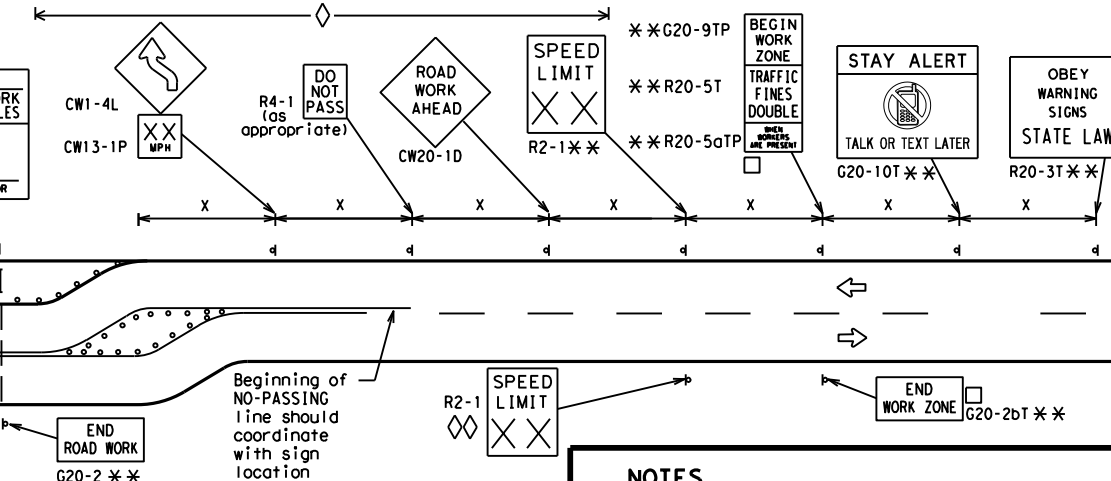 SPEED
LIMIT
X X
R2-1✳✳
✳✳G20-9TP
✳✳R20-5T
✳✳R20-5aTP
BEGIN
WORK
ZONE
TRAFFIC
FINES
DOUBLE
WHEN
WORKERS
ARE PRESENT
STAY ALERT
TALK OR TEXT LATER
G20-10T✳✳
OBEY
WARNING
SIGNS
STATE LAW
R20-3T✳✳
CW1-4L
X X
MPH
CW13-1P
R4-1
(as
appropriate)
DO
NOT
PASS
ROAD
WORK
AHEAD
CW20-1D
X X X X X X X
Beginning of
NO-PASSING
line should
coordinate
with sign
location
R2-1
SPEED
LIMIT
X X
END
WORK ZONE
G20-2bT ✳✳
END
ROAD WORK
G20-2 ✳✳
NOTES